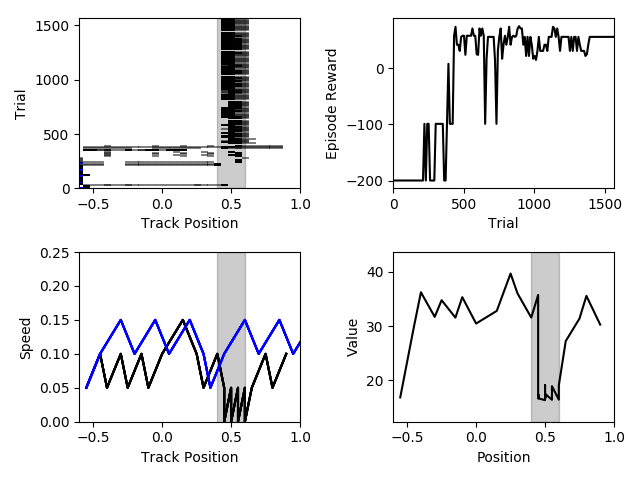 1500
1000
500
0
Trial
−0.5 0.0 0.5 1.0
Track Position
0
−100
−200
Episode Reward
0 500 1000 1500
Trial
0.25
0.20
0.15
0.10
0.05
0.00
Speed
−0.5 0.0 0.5 1.0
Track Position
40
30
20
Value
−0.5 0.0 0.5 1.0
Position